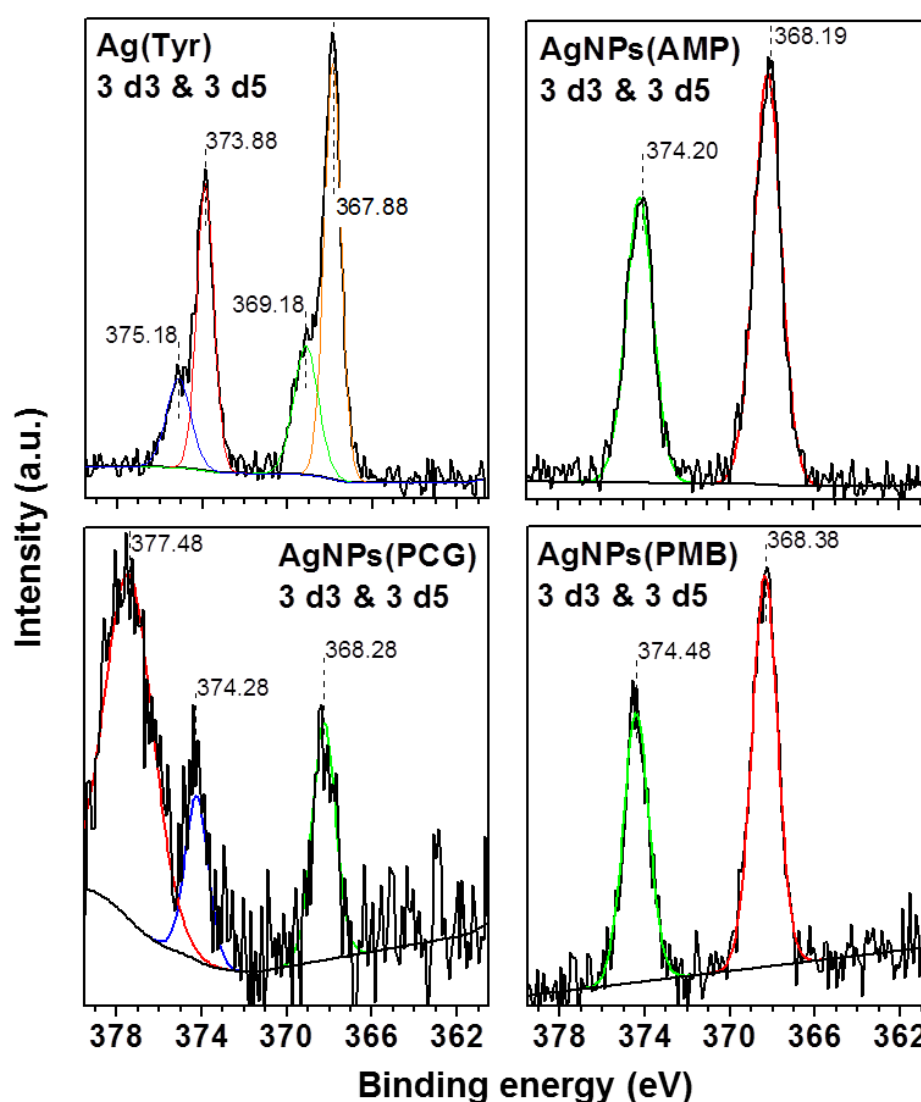 Ag(Tyr)
3 d3 & 3 d5
373.88
367.88
369.18
375.18
AgNPs(AMP)
3 d3 & 3 d5
368.19
374.20
AgNPs(PCG)
3 d3 & 3 d5
377.48
374.28
368.28
AgNPs(PMB)
3 d3 & 3 d5
368.38
374.48
Intensity (a.u.)
378 374 370 366 362
378 374 370 366 362
Binding energy (eV)